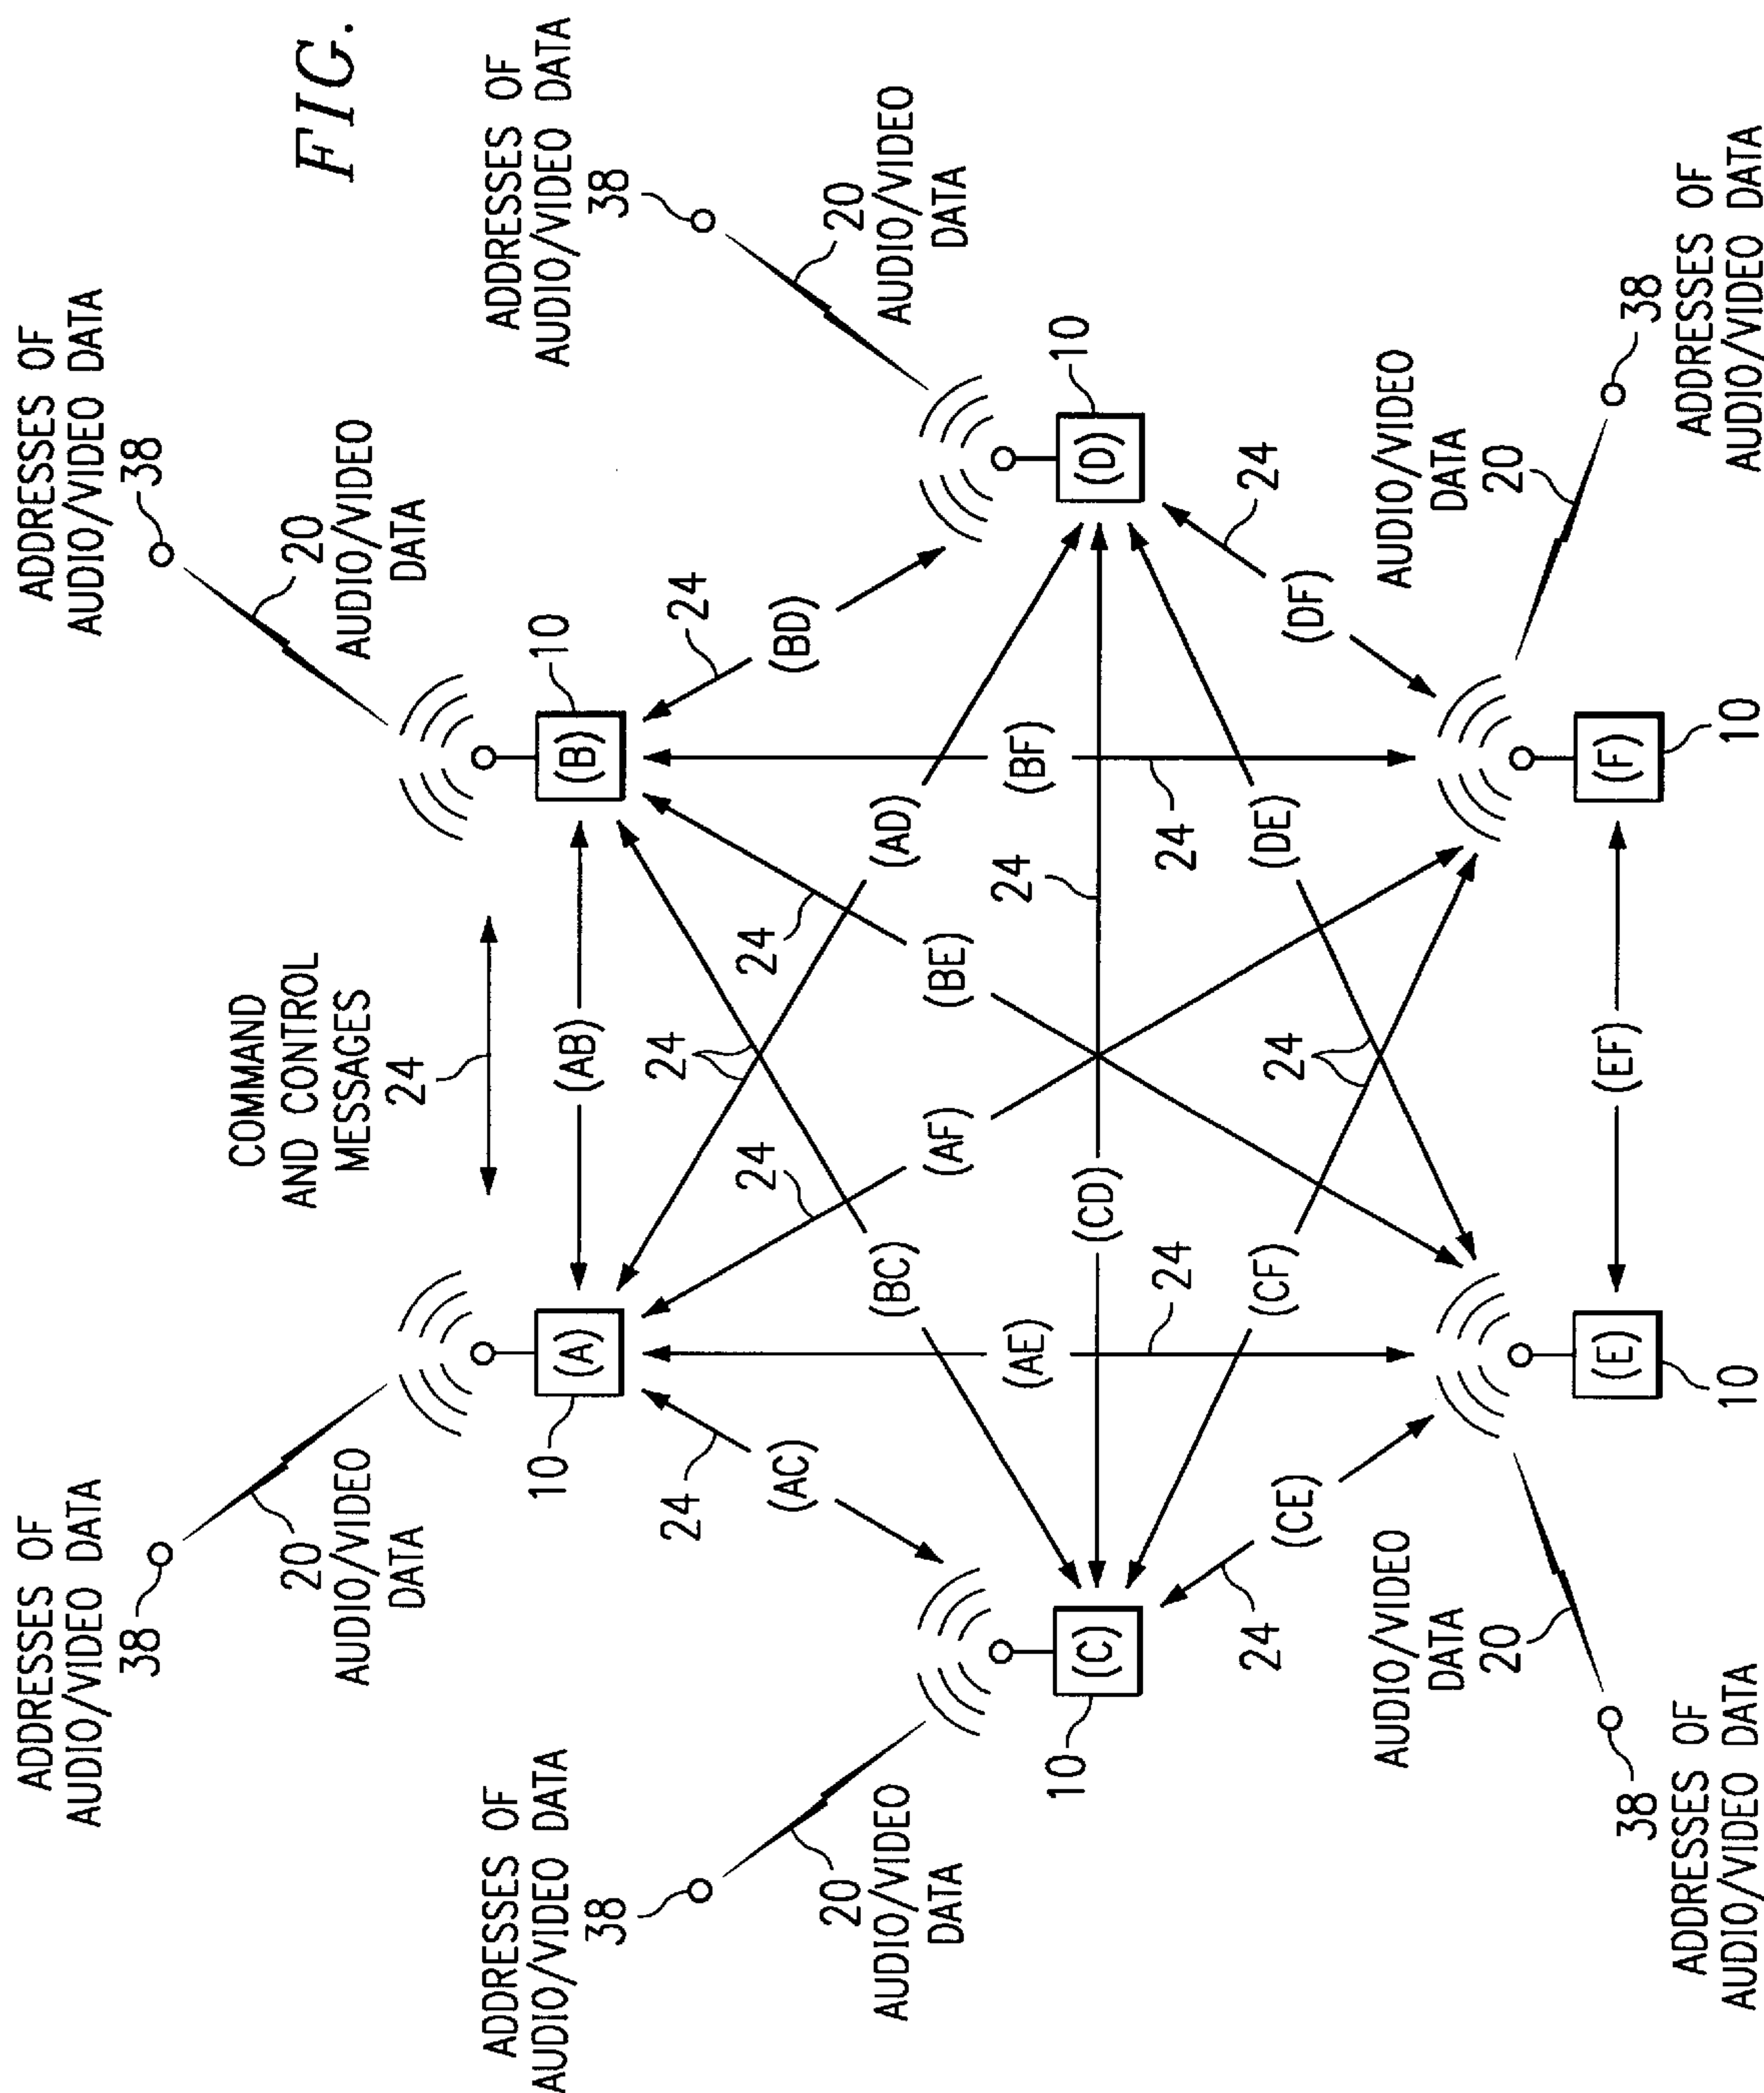 FIG.
ADDRESSES OF
AUDIO/VIDEO DATA
38
20
AUDIO/VIDEO
DATA
ADDRESSES OF
AUDIO/VIDEO DATA
38
20
AUDIO/VIDEO
DATA
COMMAND
AND CONTROL
MESSAGES
24
10
(A)
(AB)
(B)
10
ADDRESSES OF
AUDIO/VIDEO DATA
38
20
AUDIO/VIDEO
DATA
ADDRESSES OF
AUDIO/VIDEO DATA
38
20
AUDIO/VIDEO
DATA
24
24
24
(AC)
24
24
(BD)
(BC)
(AD)
(AF)
(BE)
(AE)
(BF)
24
10
(C)
(CD)
(D)
10
24
24
24
(CF)
(DE)
24
24
24
(CE)
(DF)
AUDIO/VIDEO
DATA
20
AUDIO/VIDEO
DATA
20
(E)
(EF)
(F)
38
ADDRESSES OF
AUDIO/VIDEO DATA
10
10
38
ADDRESSES OF
AUDIO/VIDEO DATA